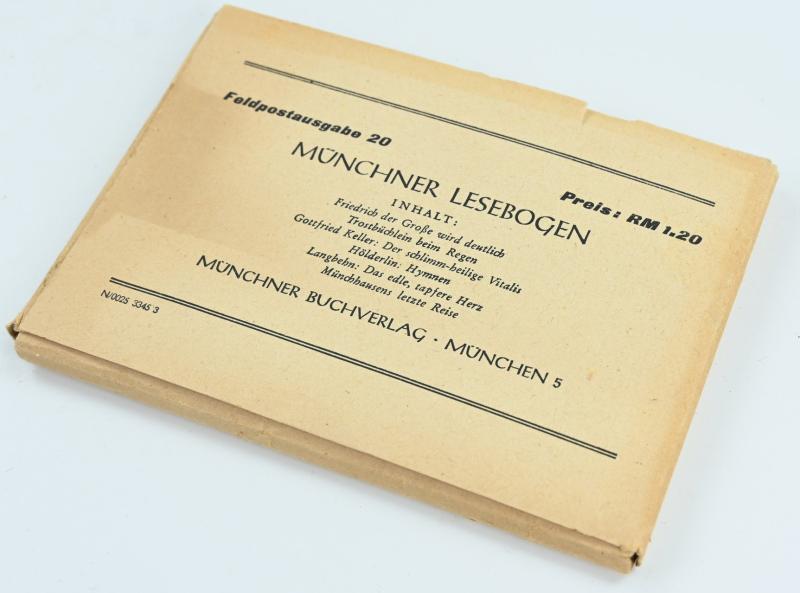 Feldpostausgabe 20
Preis: RM 1.20
MÜNCHNER LESEBOGEN
INHALT:
Friedrich der Große wird deutlich
Trostbüchlein beim Regen
Gottfried Keller: Der schlimm-heilige Vitalis
Hölderlin: Hymnen
Langbehn: Das edle, tapfere Herz
Münchhausens letzte Reise
MÜNCHNER BUCHVERLAG · MÜNCHEN 5
N/0025 3345 3